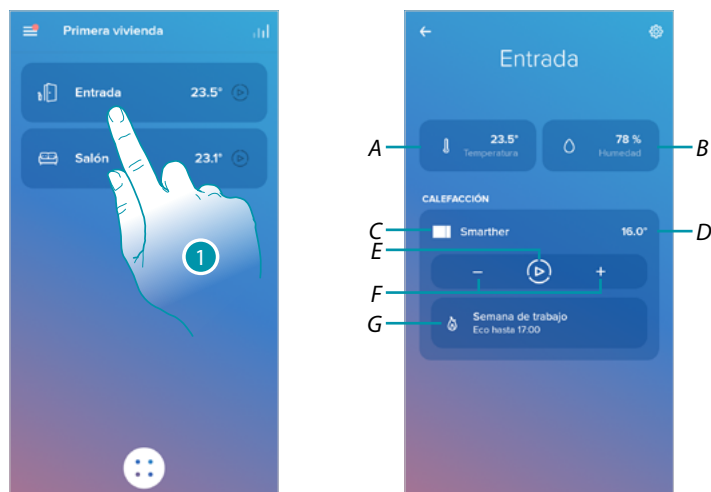 Primera vivienda
Entrada 23.5°
Salón 23.1°
1
Entrada
A 23.5° Temperatura
78 % Humedad B
CALEFACCIÓN
C Smarther 16.0° D
E
F − +
G Semana de trabajo
Eco hasta 17:00